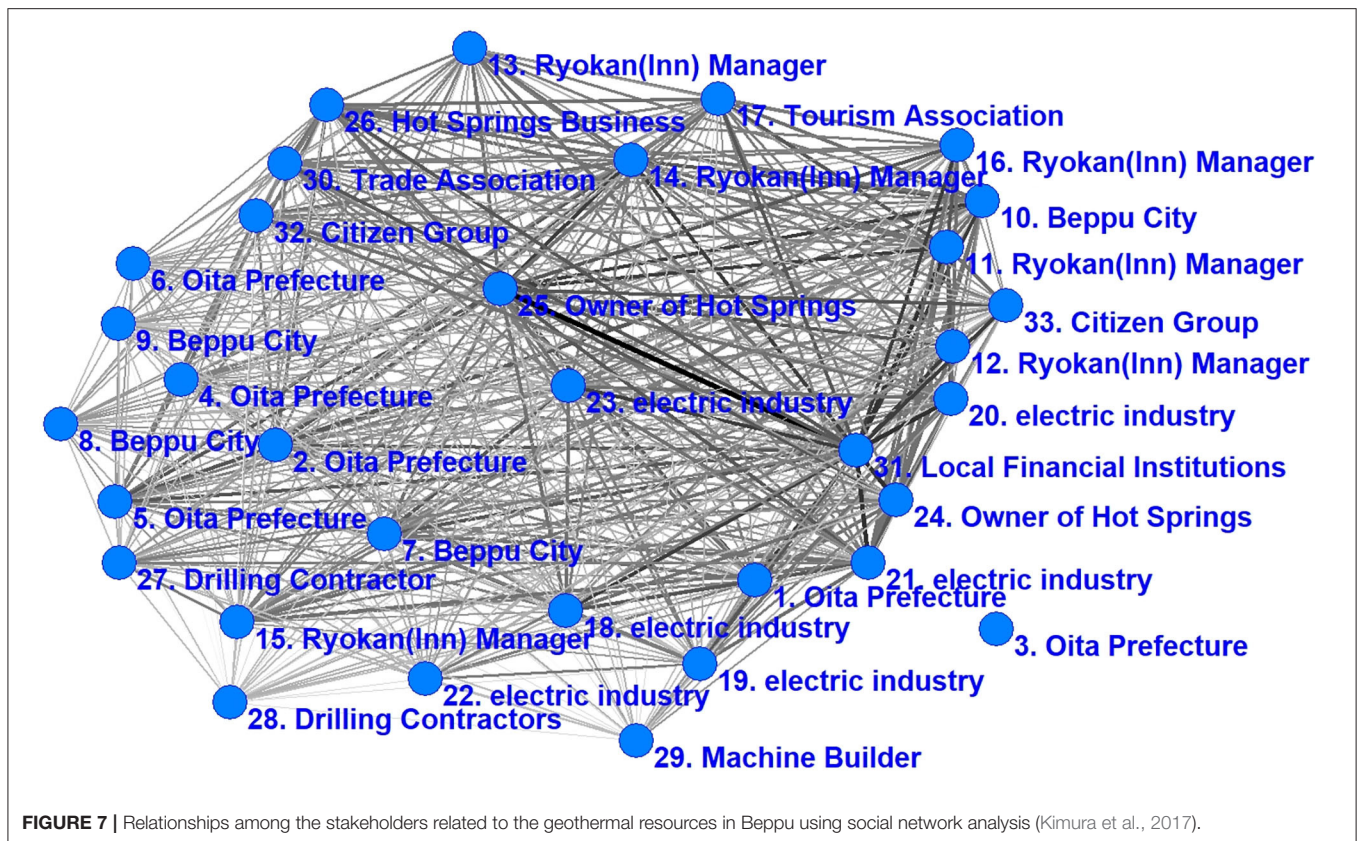 13. Ryokan(Inn) Manager
26. Hot Springs Business
17. Tourism Association
16. Ryokan(Inn) Manager
30. Trade Association
14. Ryokan(Inn) Manager
10. Beppu City
32. Citizen Group
11. Ryokan(Inn) Manager
6. Oita Prefecture
25. Owner of Hot Springs
33. Citizen Group
9. Beppu City
12. Ryokan(Inn) Manager
4. Oita Prefecture
23. electric industry
20. electric industry
8. Beppu City
2. Oita Prefecture
31. Local Financial Institutions
5. Oita Prefecture
24. Owner of Hot Springs
7. Beppu City
27. Drilling Contractor
21. electric industry
1. Oita Prefecture
15. Ryokan(Inn) Manager
18. electric industry
3. Oita Prefecture
22. electric industry
19. electric industry
28. Drilling Contractors
29. Machine Builder
FIGURE 7 | Relationships among the stakeholders related to the geothermal resources in Beppu using social network analysis (Kimura et al., 2017).